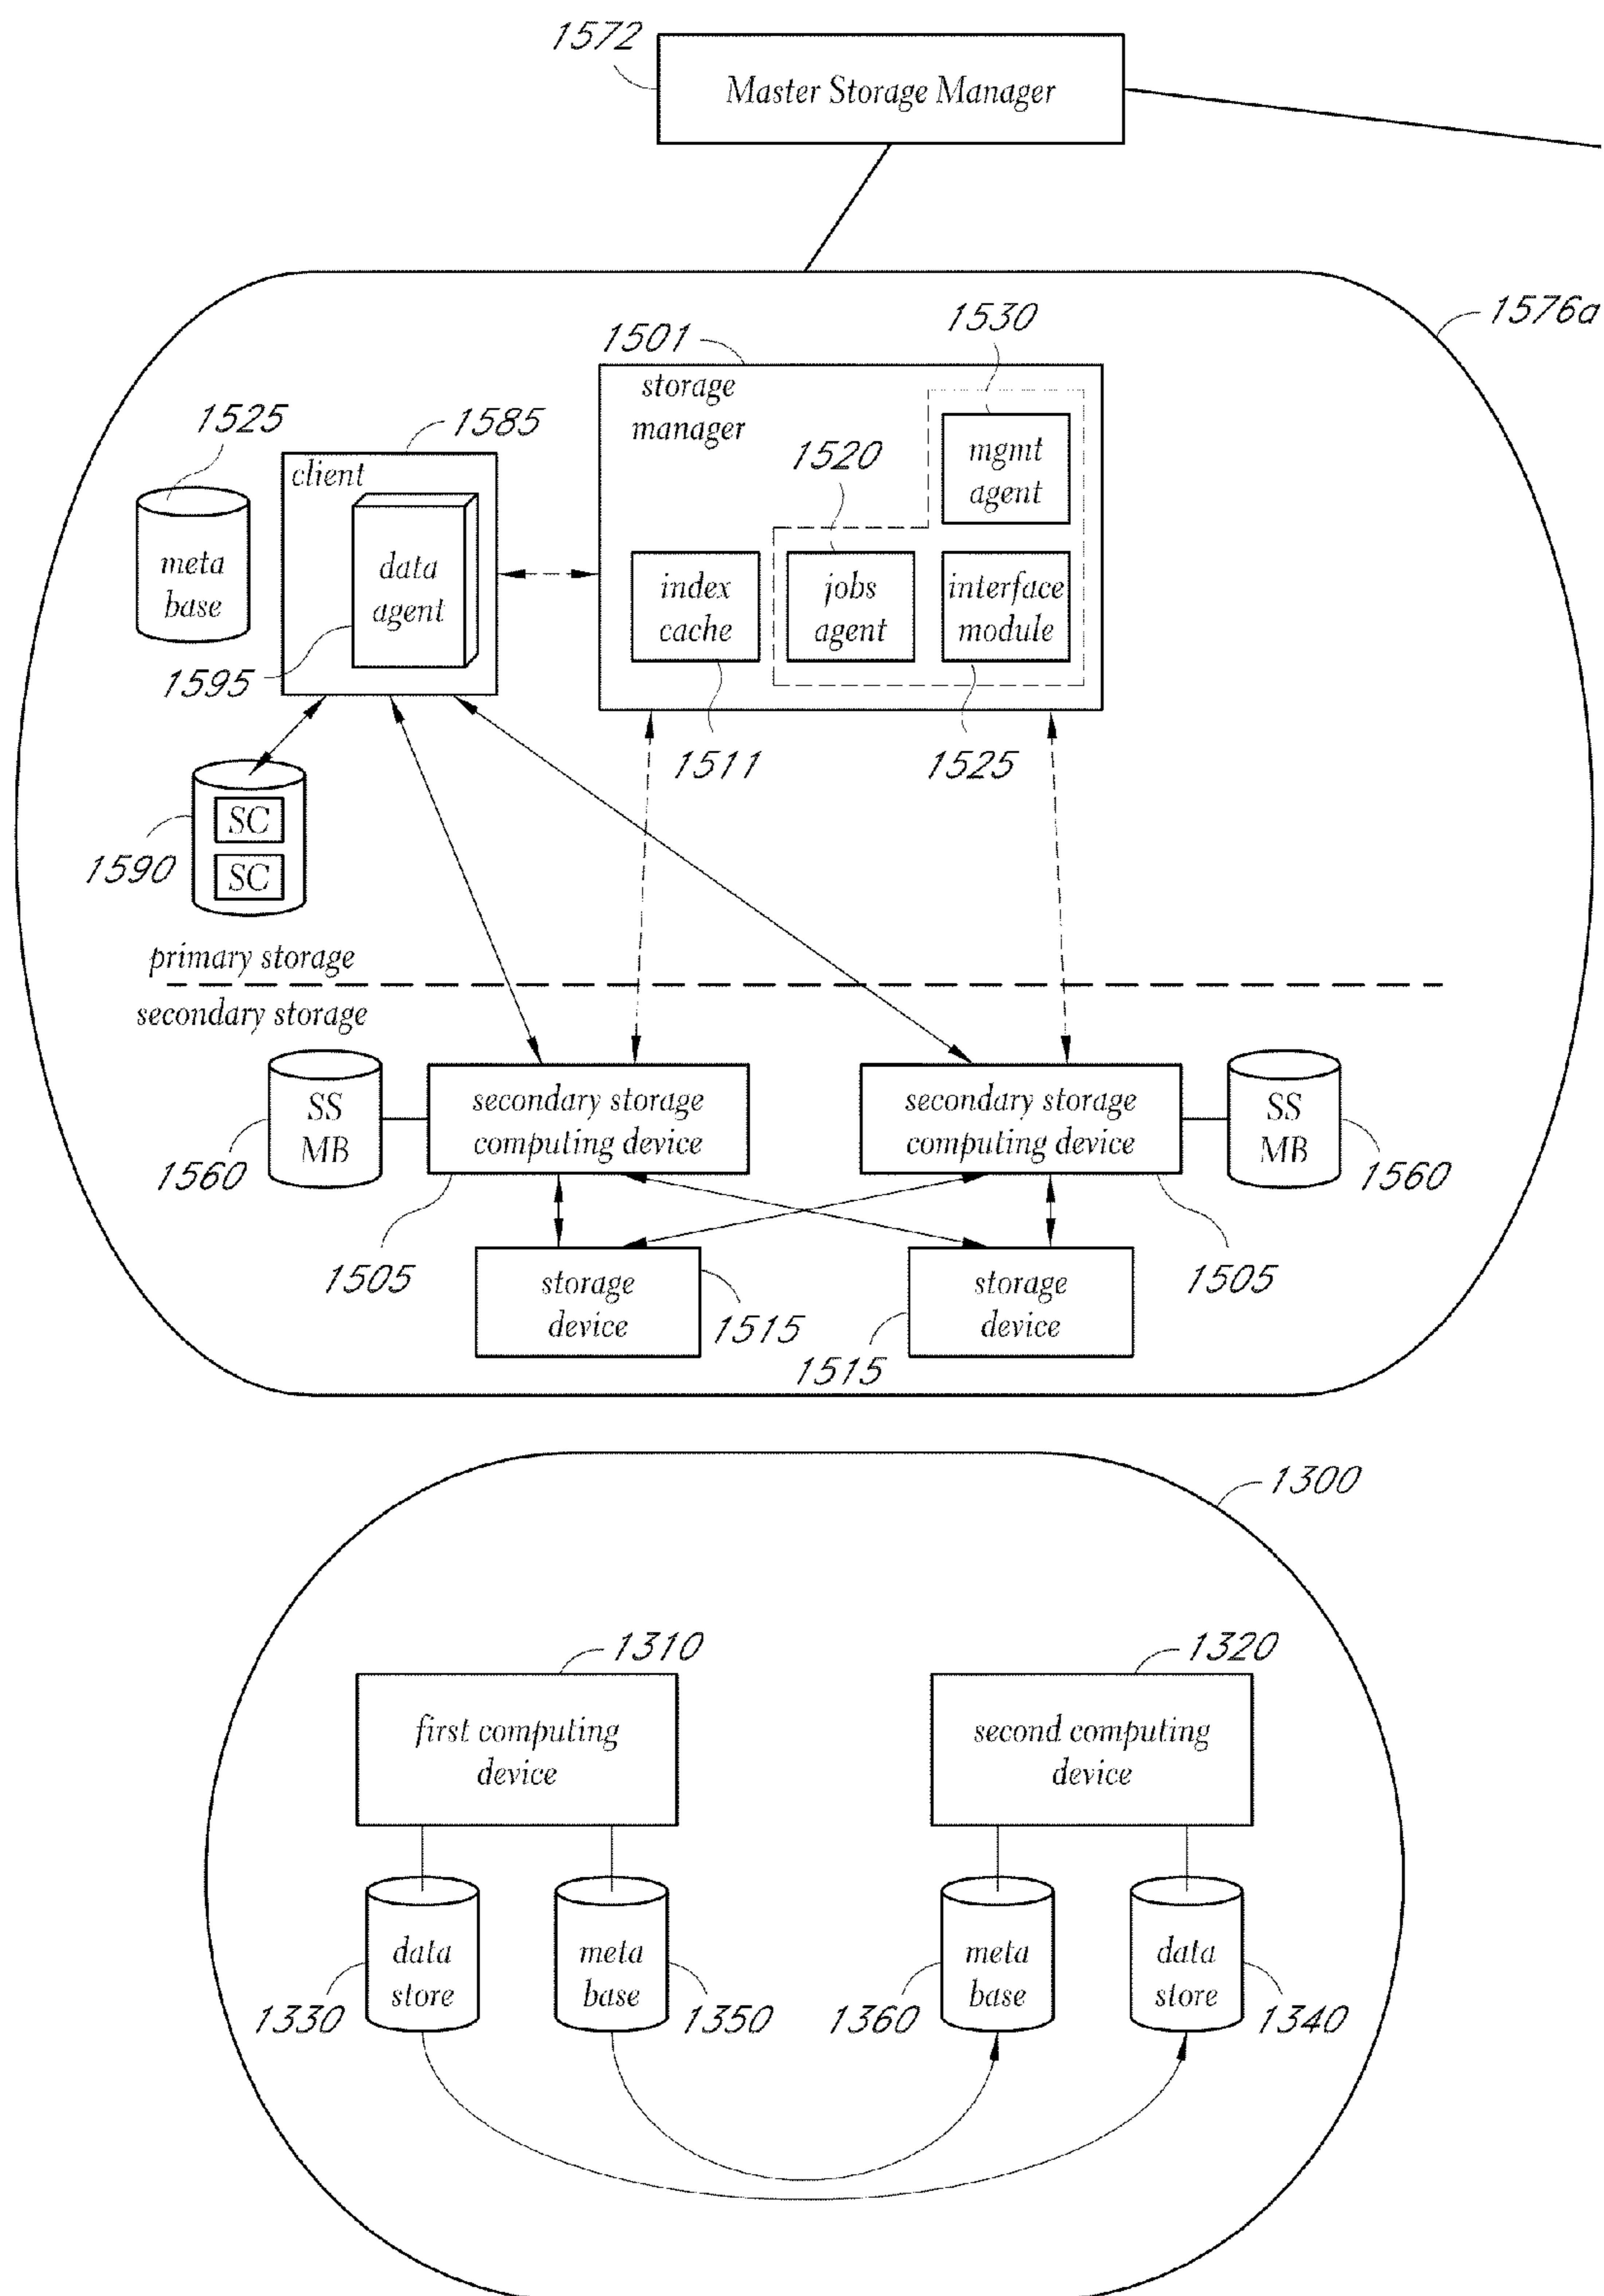 1572
Master Storage Manager
1576a
1530
1501
storage
manager
1525
1585
client
1520
mgmt
agent
meta
base
data
agent
index
cache
jobs
agent
interface
module
1595
1511
1525
SC
SC
1590
primary storage
secondary storage
SS
MB
secondary storage
computing device
secondary storage
computing device
SS
MB
1560
1560
1505
1505
storage
device
storage
device
1515
1515
1300
1310
1320
first computing
device
second computing
device
data
store
meta
base
meta
base
data
store
1330
1350
1360
1340